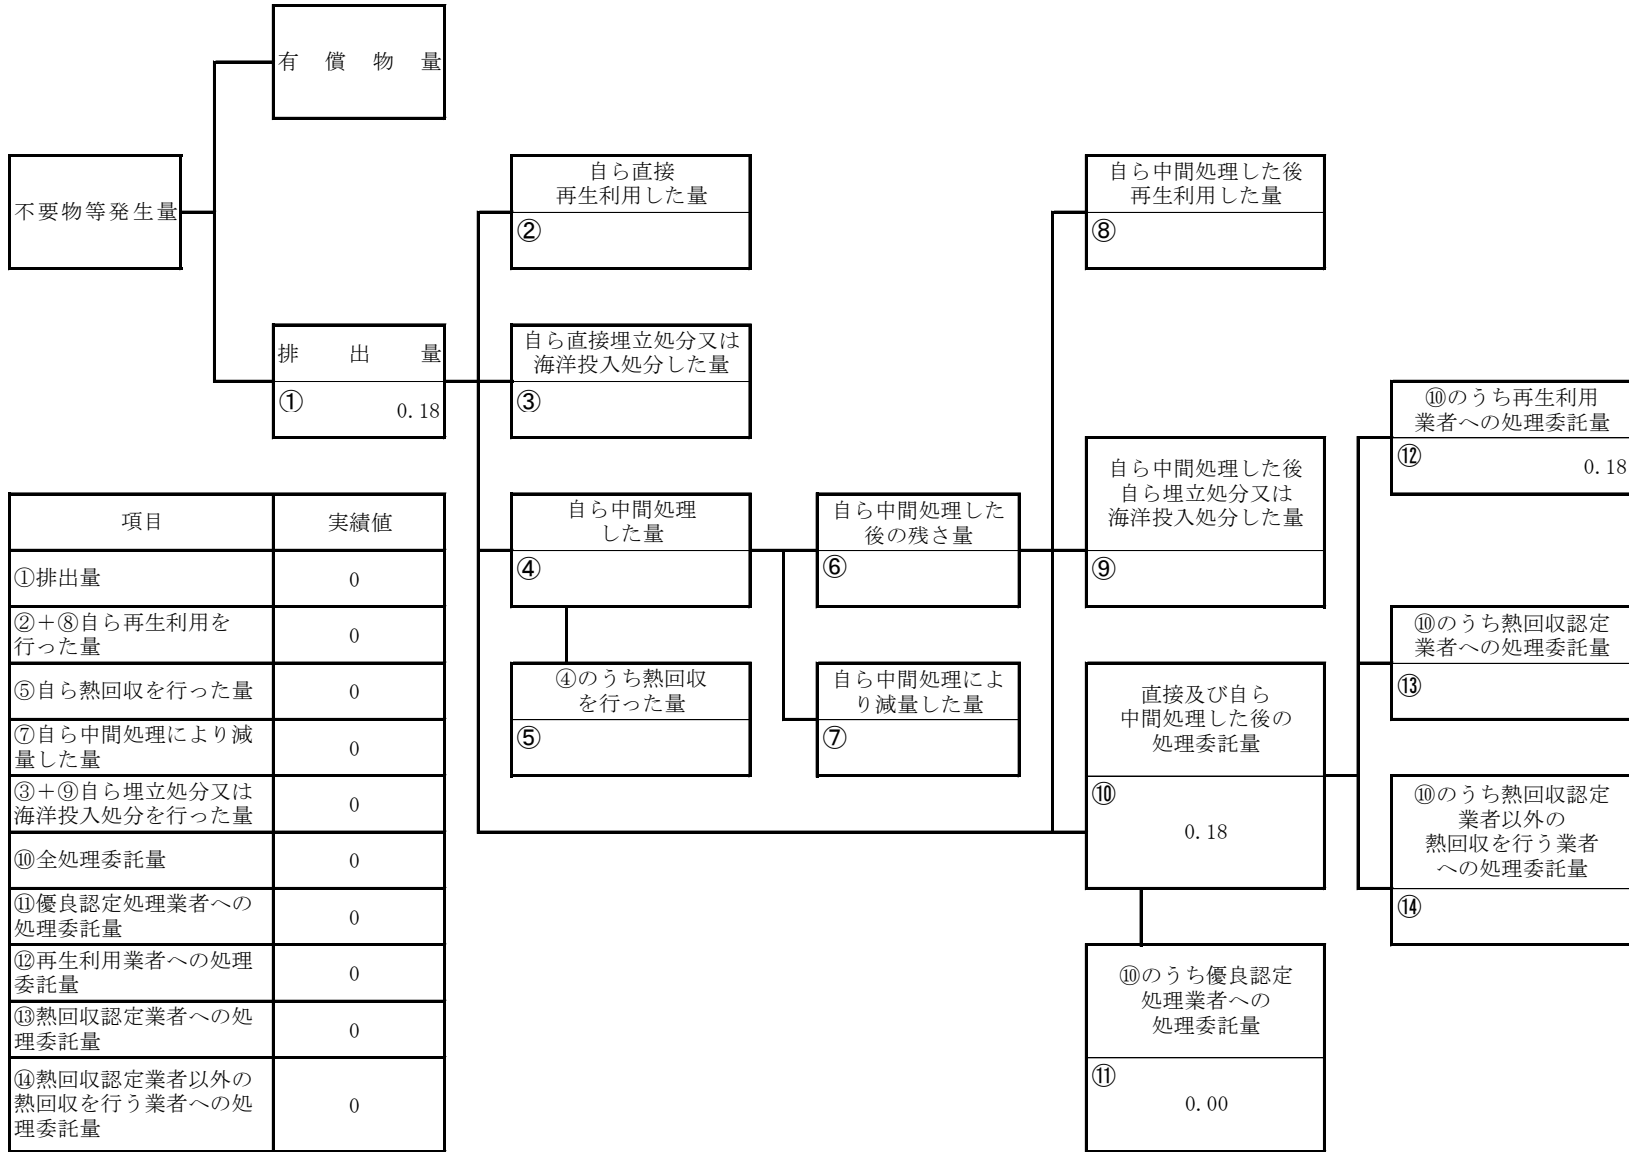 有償物量
不要物等発生量
排出量
①
0.18
自ら直接
再生利用した量
②
自ら直接埋立処分又は
海洋投入処分した量
③
自ら中間処理
した量
④
④のうち熱回収
を行った量
⑤
自ら中間処理した
後の残さ量
⑥
自ら中間処理によ
り減量した量
⑦
自ら中間処理した後
再生利用した量
⑧
自ら中間処理した後
自ら埋立処分又は
海洋投入処分した量
⑨
直接及び自ら
中間処理した後の
処理委託量
⑩
0.18
⑩のうち優良認定
処理業者への
処理委託量
⑪
0.00
⑩のうち再生利用
業者への処理委託量
⑫
0.18
⑩のうち熱回収認定
業者への処理委託量
⑬
⑩のうち熱回収認定
業者以外の
熱回収を行う業者
への処理委託量
⑭
項目 実績値
①排出量 0
②+⑧自ら再生利用を
行った量 0
⑤自ら熱回収を行った量 0
⑦自ら中間処理により減
量した量 0
③+⑨自ら埋立処分又は
海洋投入処分を行った量 0
⑩全処理委託量 0
⑪優良認定処理業者への
処理委託量 0
⑫再生利用業者への処理
委託量 0
⑬熱回収認定業者への処
理委託量 0
⑭熱回収認定業者以外の
熱回収を行う業者への処
理委託量 0